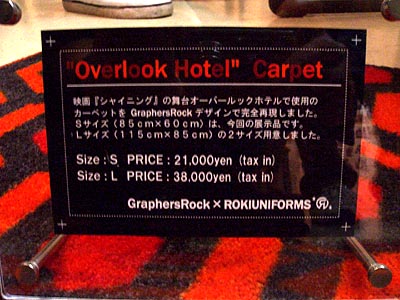 "Overlook Hotel" Carpet
映画『シャイニング』の舞台オーバールックホテルで使用の
カーペットを GraphersRock デザインで完全再現しました。
Sサイズ（85cm×60cm）は、今回の展示品です。
Lサイズ（115cm×85cm）の2サイズ用意しました。
Size : S PRICE : 21,000yen (tax in)
Size : L PRICE : 38,000yen (tax in)
GraphersRock × ROKIUNIFORMS